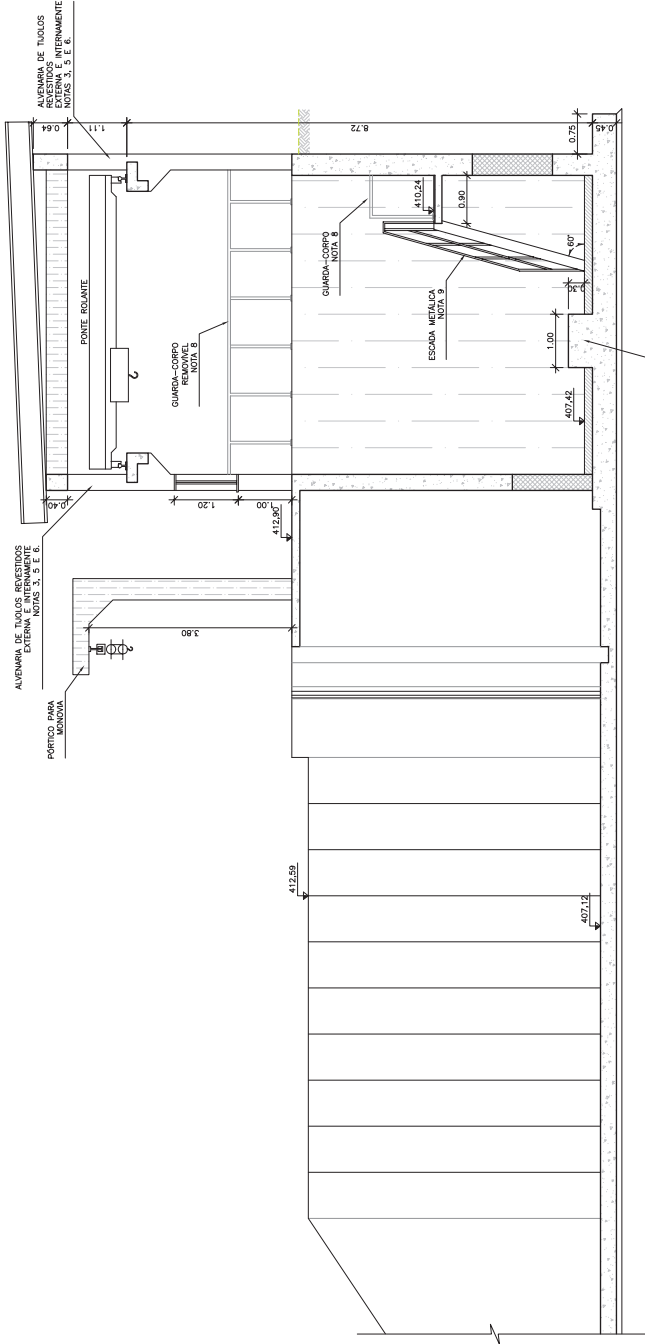 ALVENARIA DE TIJOLOS
REVESTIDOS
EXTERNA E INTERNAMENTE
NOTAS 3, 5 E 6.
0.64
1.11
8.72
0.45
0.75
PONTE ROLANTE
GUARDA-CORPO
REMOVÍVEL
NOTA 8
GUARDA-CORPO
NOTA 8
410,24
0.90
ESCADA METÁLICA
NOTA 9
60°
1.00
407,42
0.40
1.20
1.00
412,90
ALVENARIA DE TIJOLOS REVESTIDOS
EXTERNA E INTERNAMENTE
NOTAS 3, 5 E 6.
3.80
PÓRTICO PARA
MONOVIA
412,59
407,12